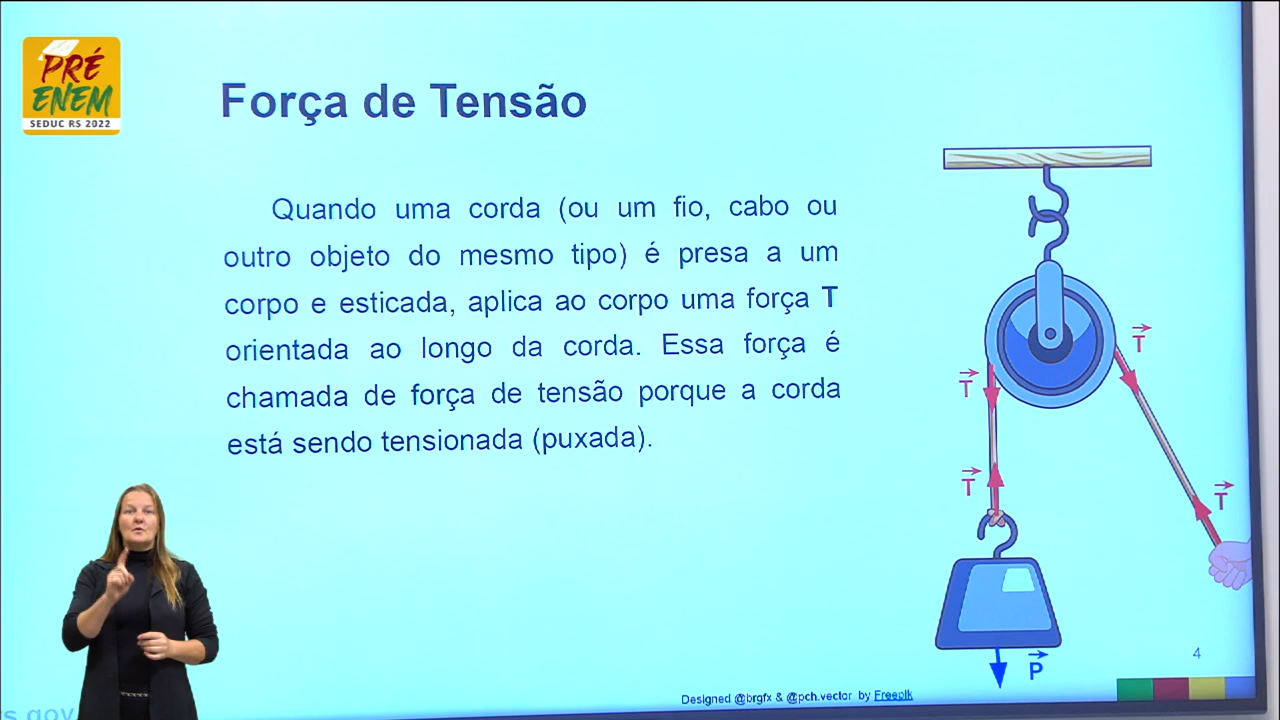 PRÉ
ENEM
SEDUC RS 2022
Força de Tensão
Quando uma corda (ou um fio, cabo ou
outro objeto do mesmo tipo) é presa a um
corpo e esticada, aplica ao corpo uma força T
orientada ao longo da corda. Essa força é
chamada de força de tensão porque a corda
está sendo tensionada (puxada).
T
T
T
T
P
4
Designed @brgfx & @pch.vector by Freepik
rs.gov